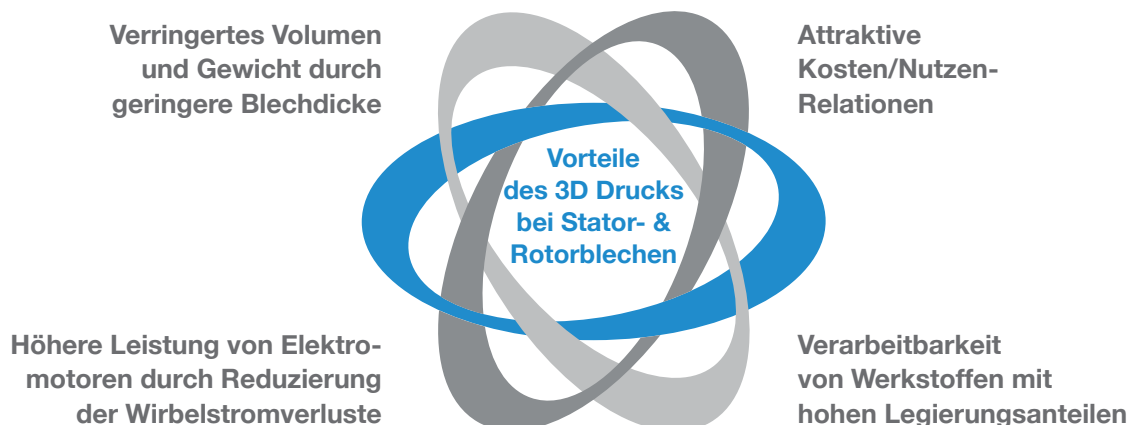 Verringertes Volumen
und Gewicht durch
geringere Blechdicke
Attraktive
Kosten/Nutzen-
Relationen
Vorteile
des 3D Drucks
bei Stator- &
Rotorblechen
Höhere Leistung von Elektro-
motoren durch Reduzierung
der Wirbelstromverluste
Verarbeitbarkeit
von Werkstoffen mit
hohen Legierungsanteilen